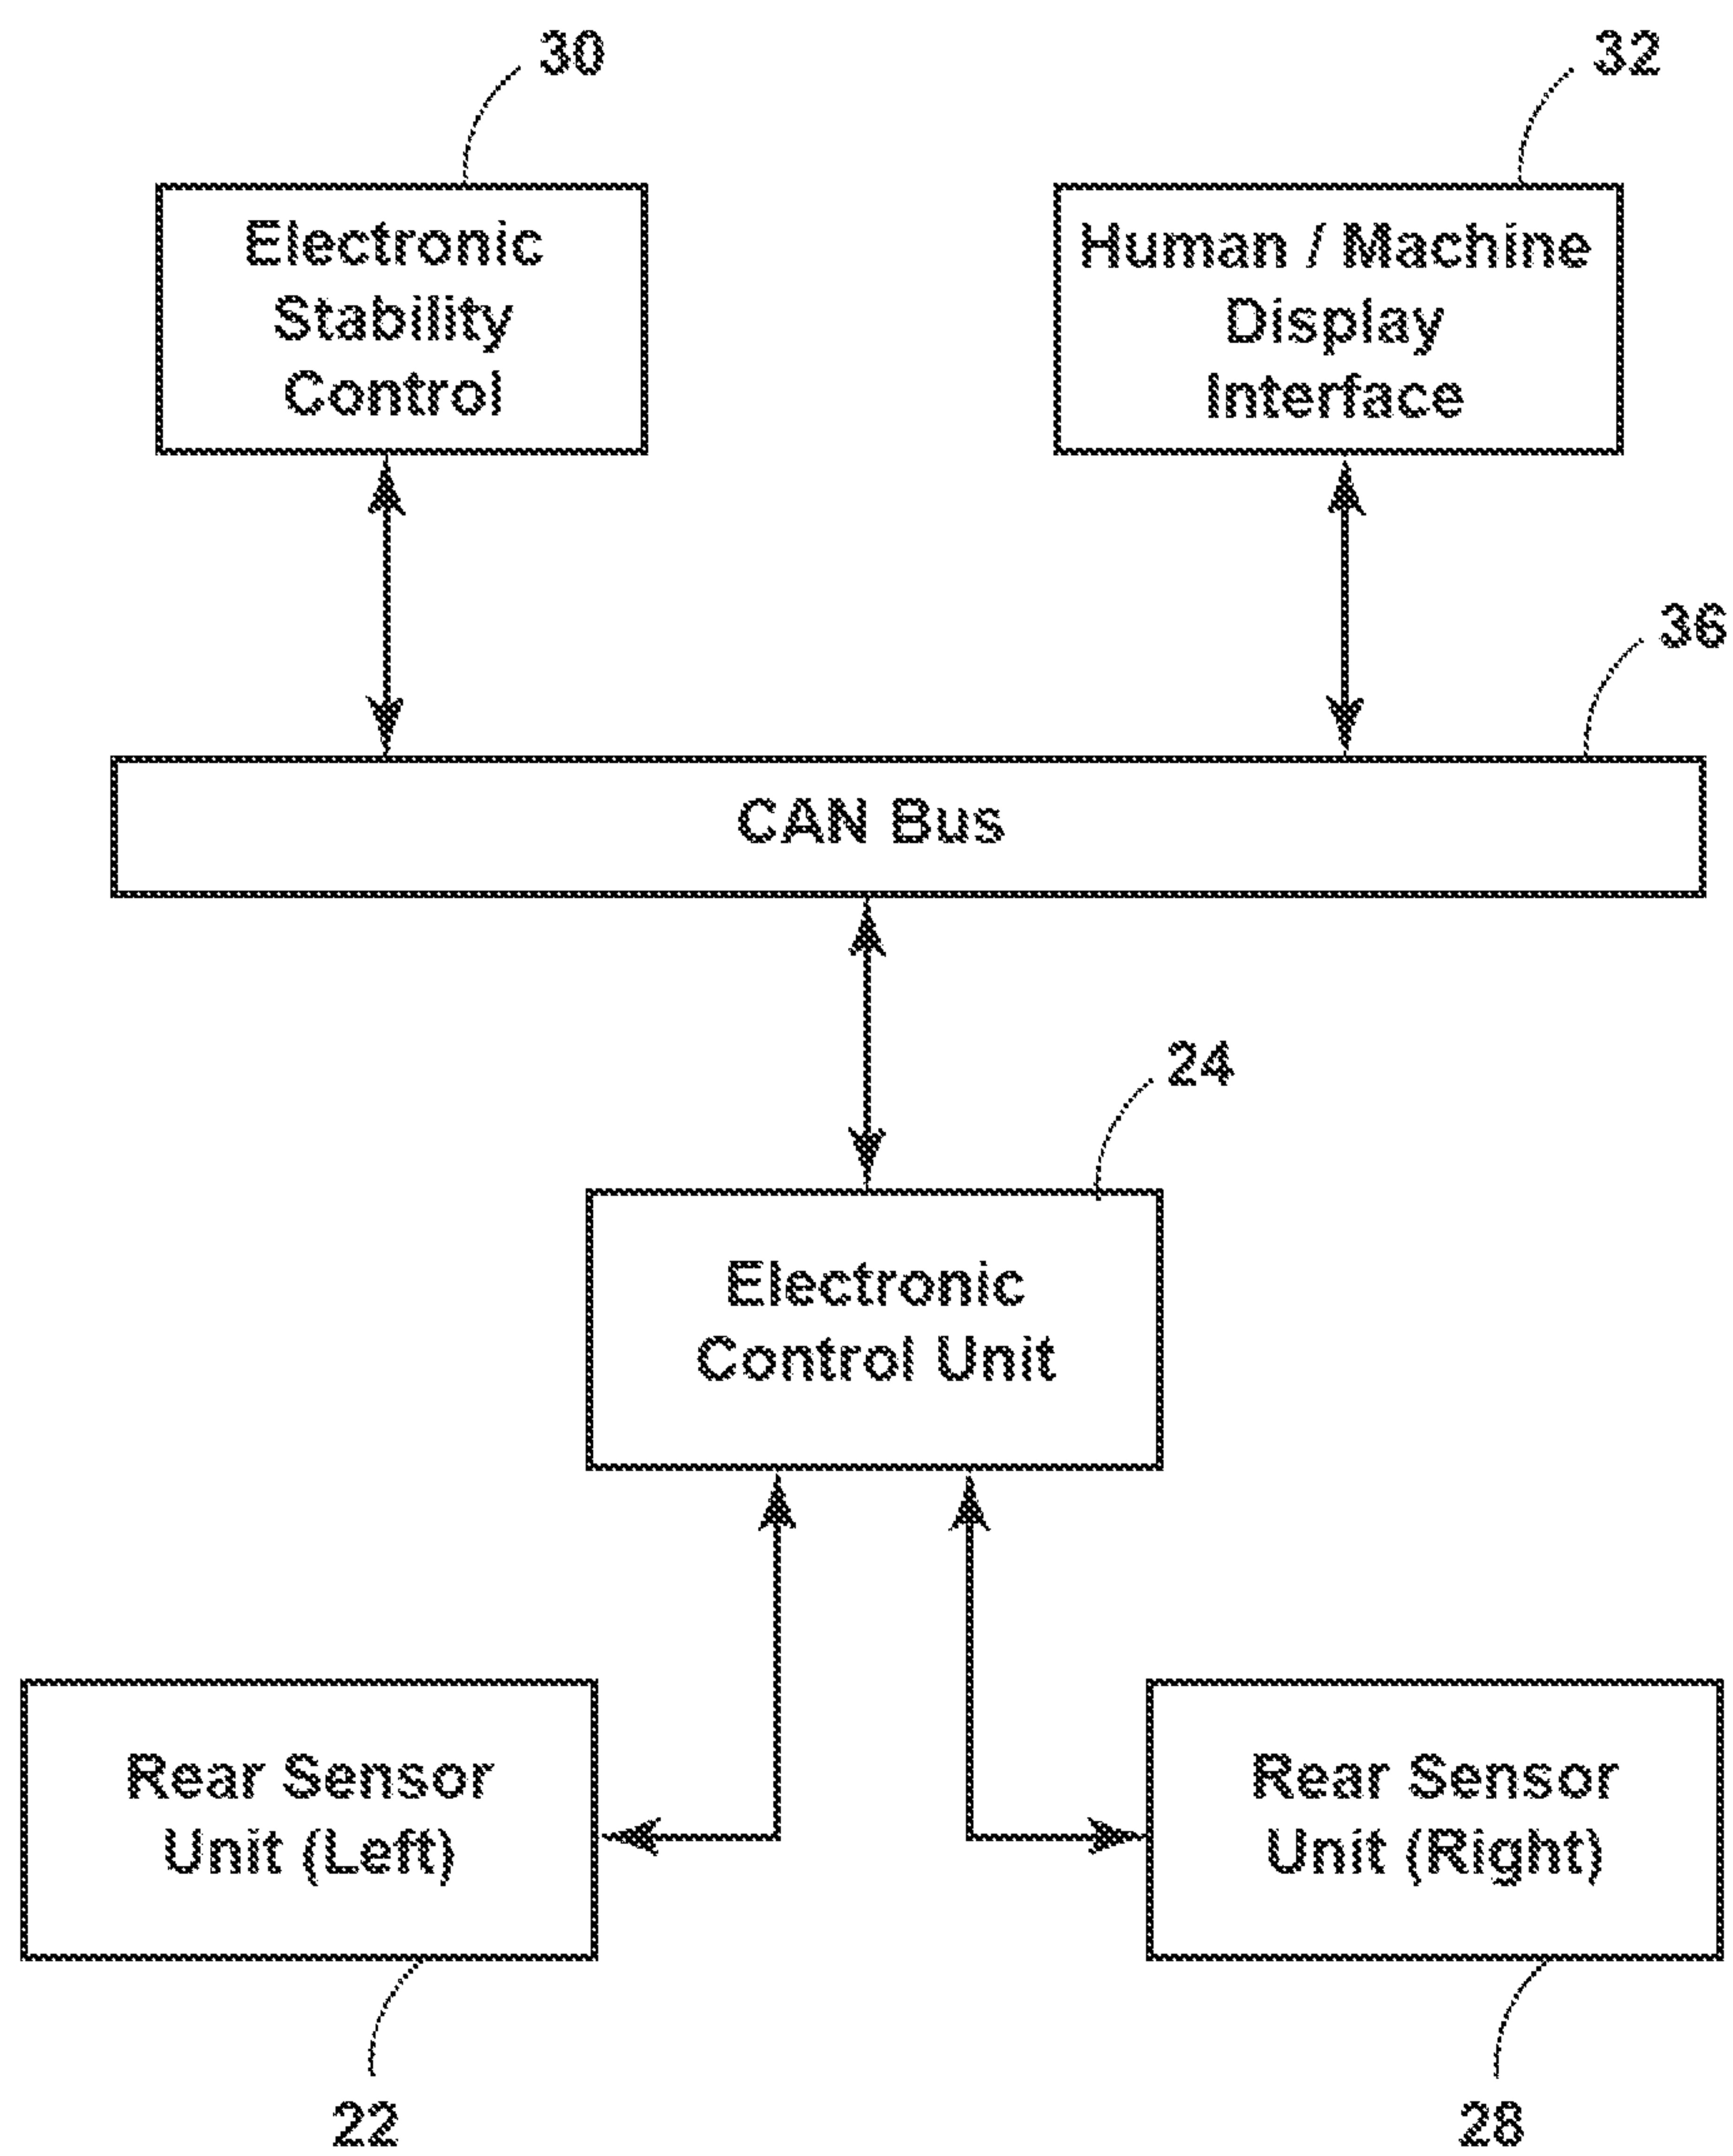 30
32
Electronic
Stability
Control
Human / Machine
Display
Interface
36
CAN Bus
24
Electronic
Control Unit
Rear Sensor
Unit (Left)
Rear Sensor
Unit (Right)
22
28